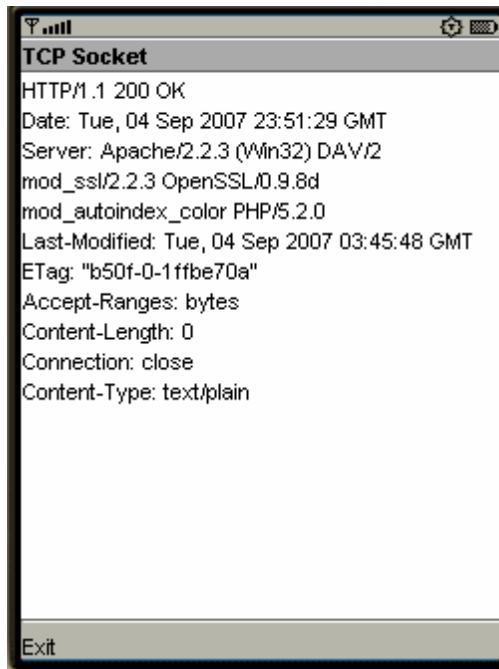 TCP Socket
HTTP/1.1 200 OK
Date: Tue, 04 Sep 2007 23:51:29 GMT
Server: Apache/2.2.3 (Win32) DAV/2
mod_ssl/2.2.3 OpenSSL/0.9.8d
mod_autoindex_color PHP/5.2.0
Last-Modified: Tue, 04 Sep 2007 03:45:48 GMT
ETag: "b50f-0-1ffbe70a"
Accept-Ranges: bytes
Content-Length: 0
Connection: close
Content-Type: text/plain
Exit